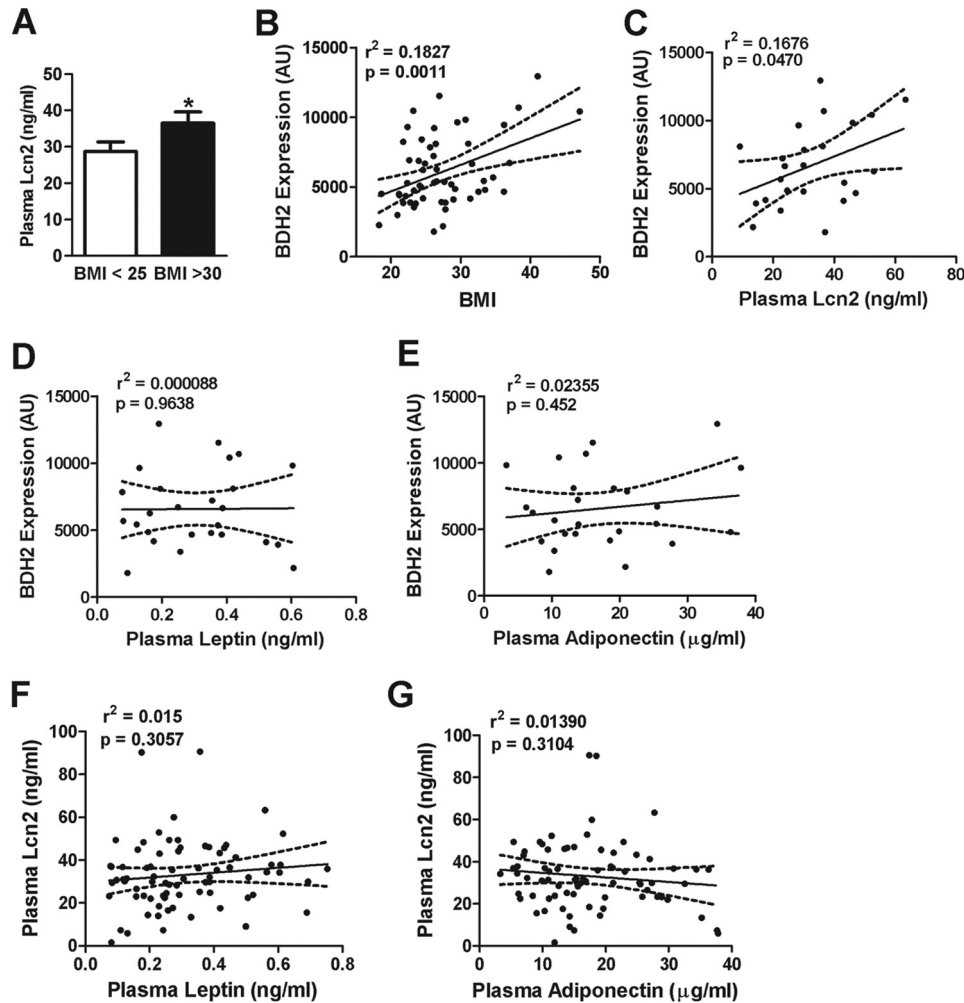 A
Plasma Lcn2 (ng/ml)
50
40
30
20
10
0
*
BMI < 25 BMI >30
B
r² = 0.1827
p = 0.0011
BDH2 Expression (AU)
15000
10000
5000
0
20 30 40 50
BMI
C
r² = 0.1676
p = 0.0470
BDH2 Expression (AU)
15000
10000
5000
0
0 20 40 60 80
Plasma Lcn2 (ng/ml)
D
r² = 0.000088
p = 0.9638
BDH2 Expression (AU)
15000
10000
5000
0
0.0 0.2 0.4 0.6 0.8
Plasma Leptin (ng/ml)
E
r² = 0.02355
p = 0.452
BDH2 Expression (AU)
15000
10000
5000
0
0 10 20 30 40
Plasma Adiponectin (μg/ml)
F
r² = 0.015
p = 0.3057
Plasma Lcn2 (ng/ml)
100
80
60
40
20
0
0.0 0.2 0.4 0.6 0.8
Plasma Leptin (ng/ml)
G
r² = 0.01390
p = 0.3104
Plasma Lcn2 (ng/ml)
100
80
60
40
20
0
0 10 20 30 40
Plasma Adiponectin (μg/ml)